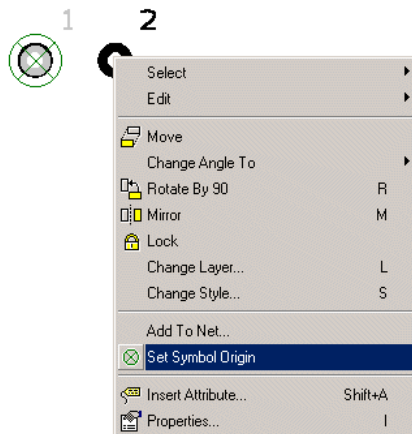 1 2
Select
Edit
Move
Change Angle To
Rotate By 90 R
Mirror M
Lock
Change Layer... L
Change Style... S
Add To Net...
Set Symbol Origin
Insert Attribute... Shift+A
Properties... I